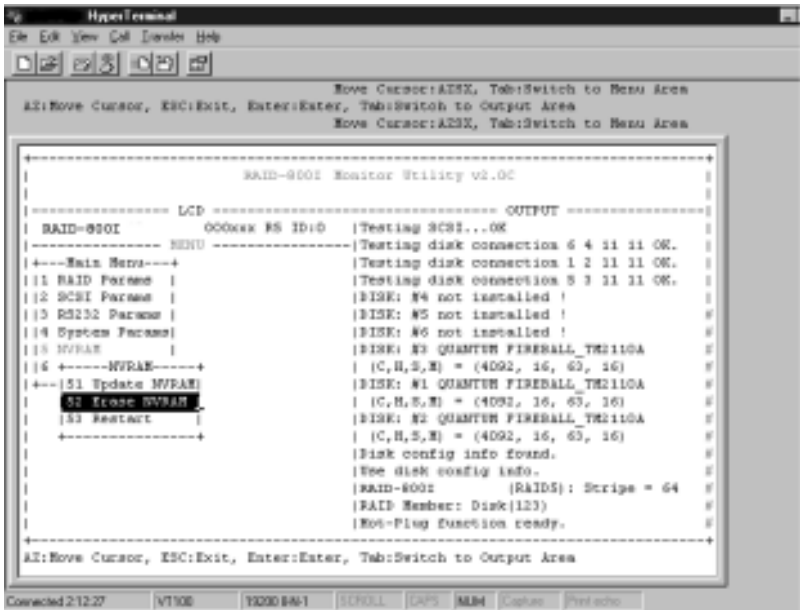 HyperTerminal
File Edit View Call Transfer Help
Move Cursor:AZSX, Tab:Switch to Menu Area
AZ:Move Cursor, ESC:Exit, Enter:Enter, Tab:Switch to Output Area
Move Cursor:AZSX, Tab:Switch to Menu Area
RAID-800I Monitor Utility v2.0C
LCD
OUTPUT
RAID-800I 000xxx RS ID:0
|Testing SCSI...OK
MENU
|Testing disk connection 6 4 11 11 OK.
+---Main Menu---+
|Testing disk connection 1 2 11 11 OK.
||1 RAID Params |
|Testing disk connection 5 3 11 11 OK.
||2 SCSI Params |
|DISK: #4 not installed !
||3 RS232 Params |
|DISK: #5 not installed !
||4 System Params|
|DISK: #6 not installed !
||5 NVRAM |
|DISK: #3 QUANTUM FIREBALL_TM2110A
||6 +------NVRAM------+
| (C,H,S,M) = (4092, 16, 63, 16)
|+--|51 Update NVRAM|
|DISK: #1 QUANTUM FIREBALL_TM2110A
52 Erase NVRAM
| (C,H,S,M) = (4092, 16, 63, 16)
|53 Restart |
|DISK: #2 QUANTUM FIREBALL_TM2110A
| (C,H,S,M) = (4092, 16, 63, 16)
|Disk config info found.
|Use disk config info.
|RAID-800I (RAID5): Stripe = 64
|RAID Member: Disk(123)
|Hot-Plug function ready.
AZ:Move Cursor, ESC:Exit, Enter:Enter, Tab:Switch to Output Area
Connected 2:12:27 VT100 19200 8-N-1 SCROLL CAPS NUM Capture Print echo